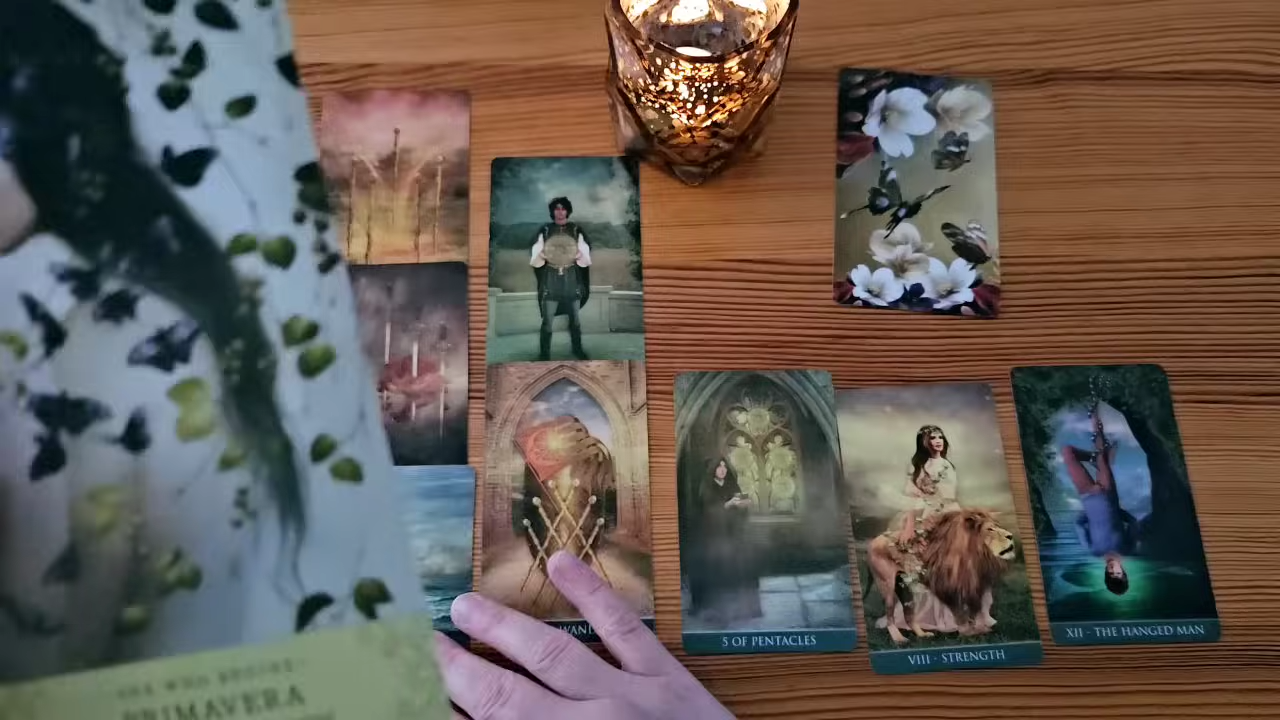 PRIMAVERA
WAND
5 OF PENTACLES
VIII · STRENGTH
XII · THE HANGED MAN